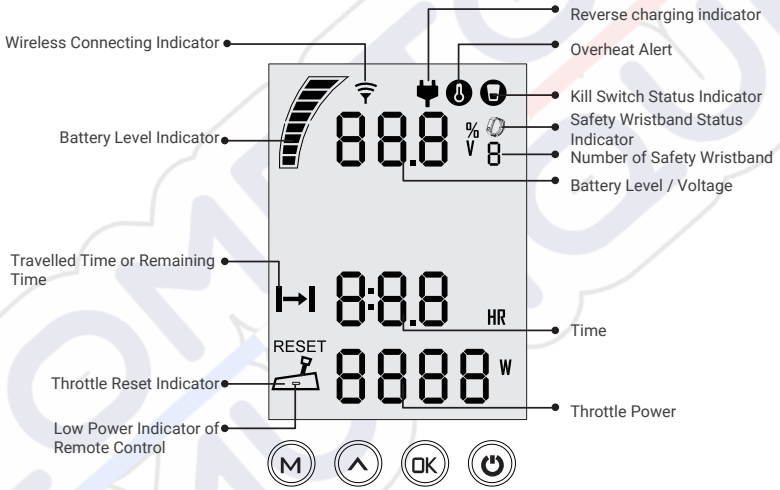 Reverse charging indicator
Wireless Connecting Indicator
Overheat Alert
Kill Switch Status Indicator
Safety Wristband Status
Indicator
Number of Safety Wristband
Battery Level Indicator
88.8 % V 8
Battery Level / Voltage
Travelled Time or Remaining
Time
8:8.8 HR
Time
RESET
8888 W
Throttle Reset Indicator
Throttle Power
Low Power Indicator of
Remote Control
M OK